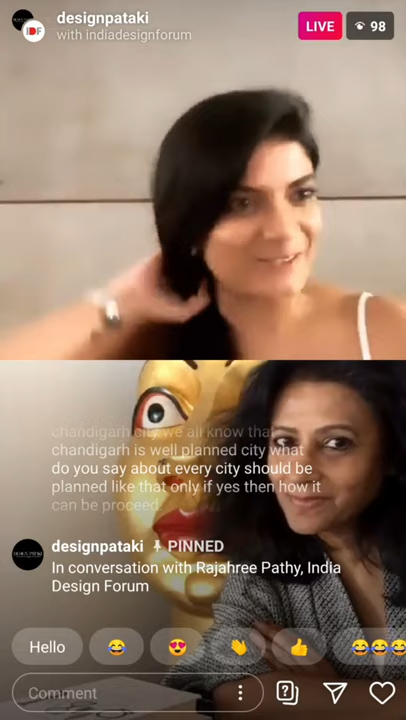 designpataki
with indiadesignforum
LIVE
98
IDF
chandigarh city we all know that
chandigarh is well planned city what
do you say about every city should be
planned like that only if yes then how it
can be proceed.
designpataki PINNED
In conversation with Rajahree Pathy, India
Design Forum
Hello
Comment